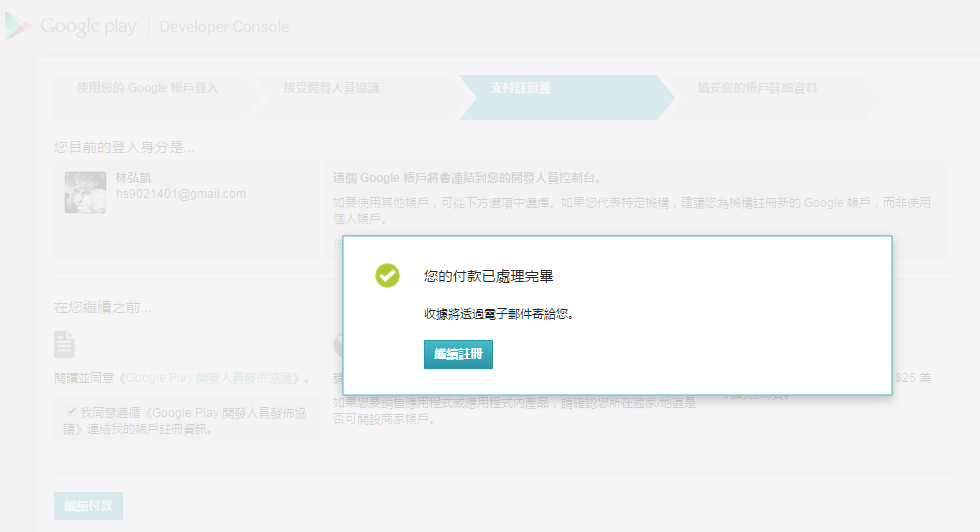 Google play Developer Console
使用您的 Google 帳戶登入
接受開發人員協議
支付註冊費
填妥您的帳戶詳細資料
您目前的登入身分是...
林弘凱
hs9021401@gmail.com
這個 Google 帳戶將會連結到您的開發人員控制台。
如要使用其他帳戶，可從下方選項中選擇。如果您代表特定機構，建議您為機構註冊新的 Google 帳戶，而非使用
個人帳戶。
您的付款已處理完畢
收據將透過電子郵件寄給您。
繼續註冊
在您繼續之前...
閱讀並同意《Google Play 開發人員發佈協議》。
我同意遵循《Google Play 開發人員發佈協
議》連結我的帳戶註冊資訊。
如果您要銷售應用程式或應用程式內產品，請確認您所在國家/地區是
否可開設商家帳戶。
$25 美
繼續付款